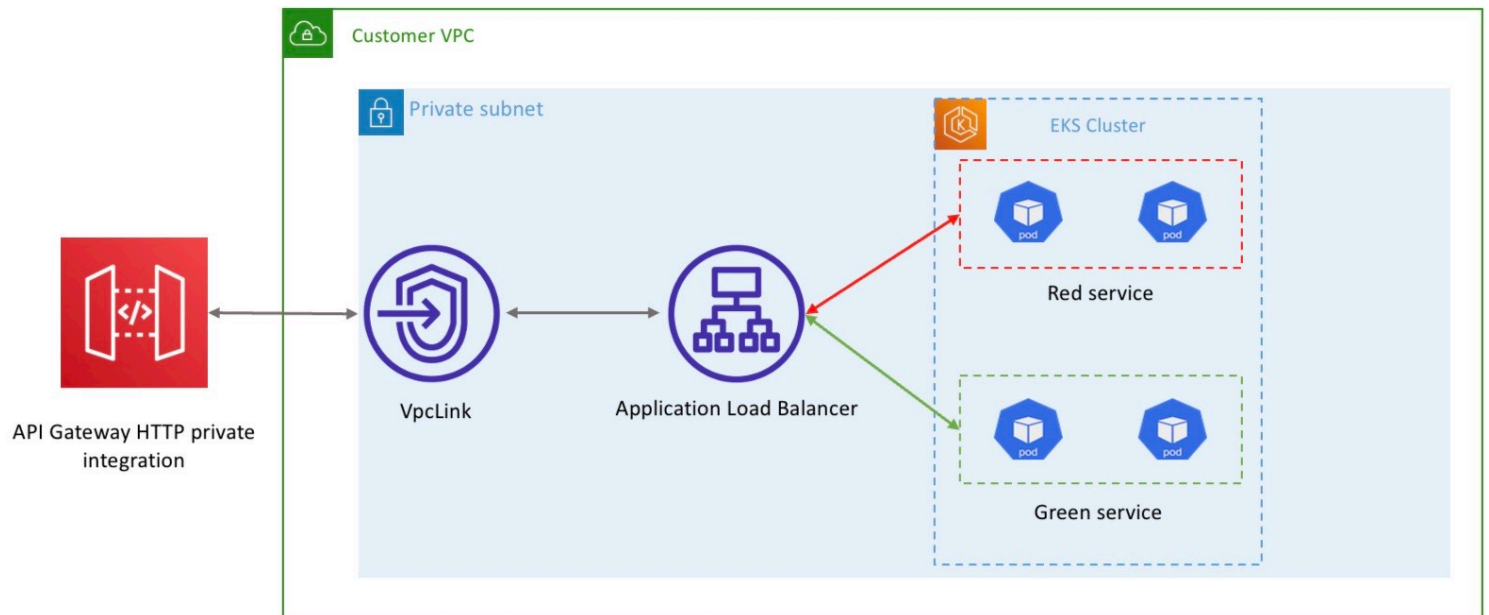 Customer VPC
Private subnet
EKS Cluster
K
pod
pod
Red service
</>
VpcLink
Application Load Balancer
API Gateway HTTP private
integration
pod
pod
Green service